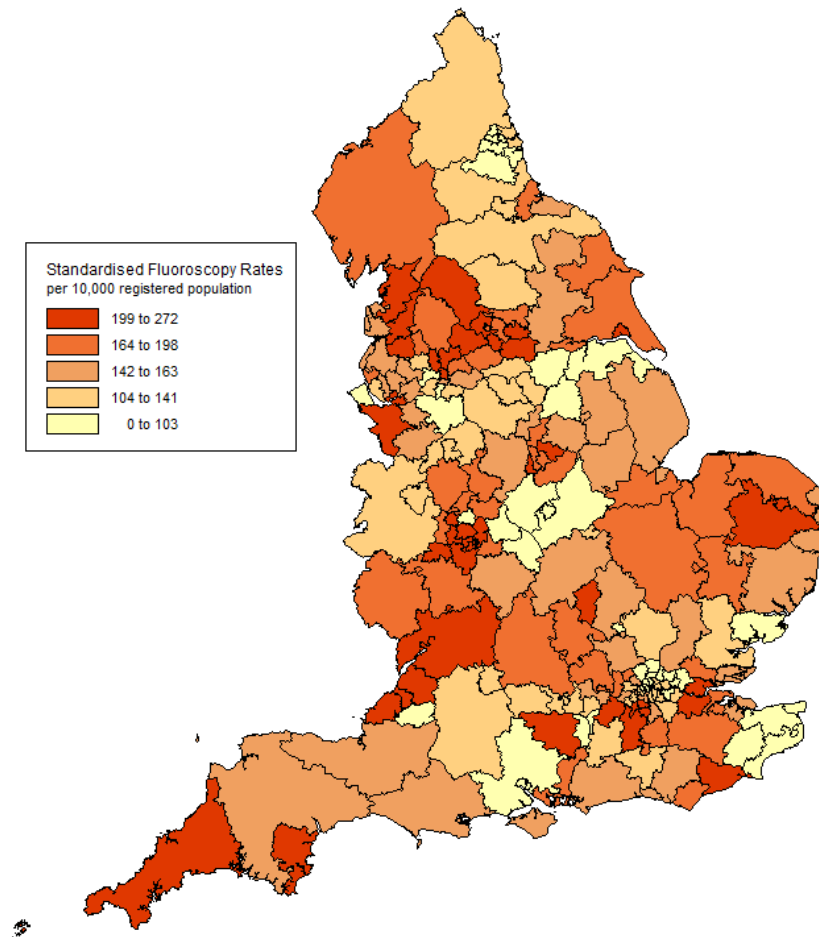 Standardised Fluoroscopy Rates
per 10,000 registered population
199 to 272
164 to 198
142 to 163
104 to 141
0 to 103